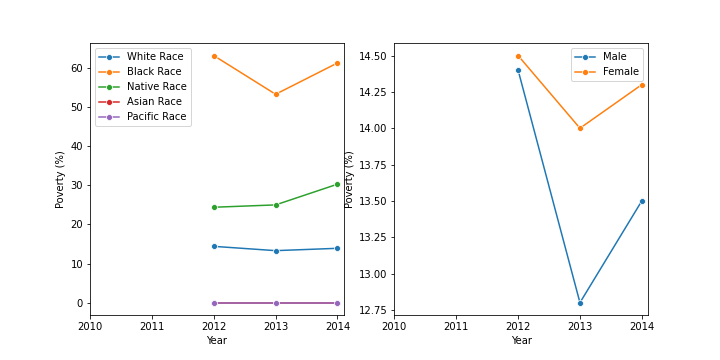 White Race
Black Race
Native Race
Asian Race
Pacific Race
60
50
40
30
20
10
0
Poverty (%)
2010 2011 2012 2013 2014
Year
Male
Female
14.50
14.25
14.00
13.75
13.50
13.25
13.00
12.75
Poverty (%)
2010 2011 2012 2013 2014
Year